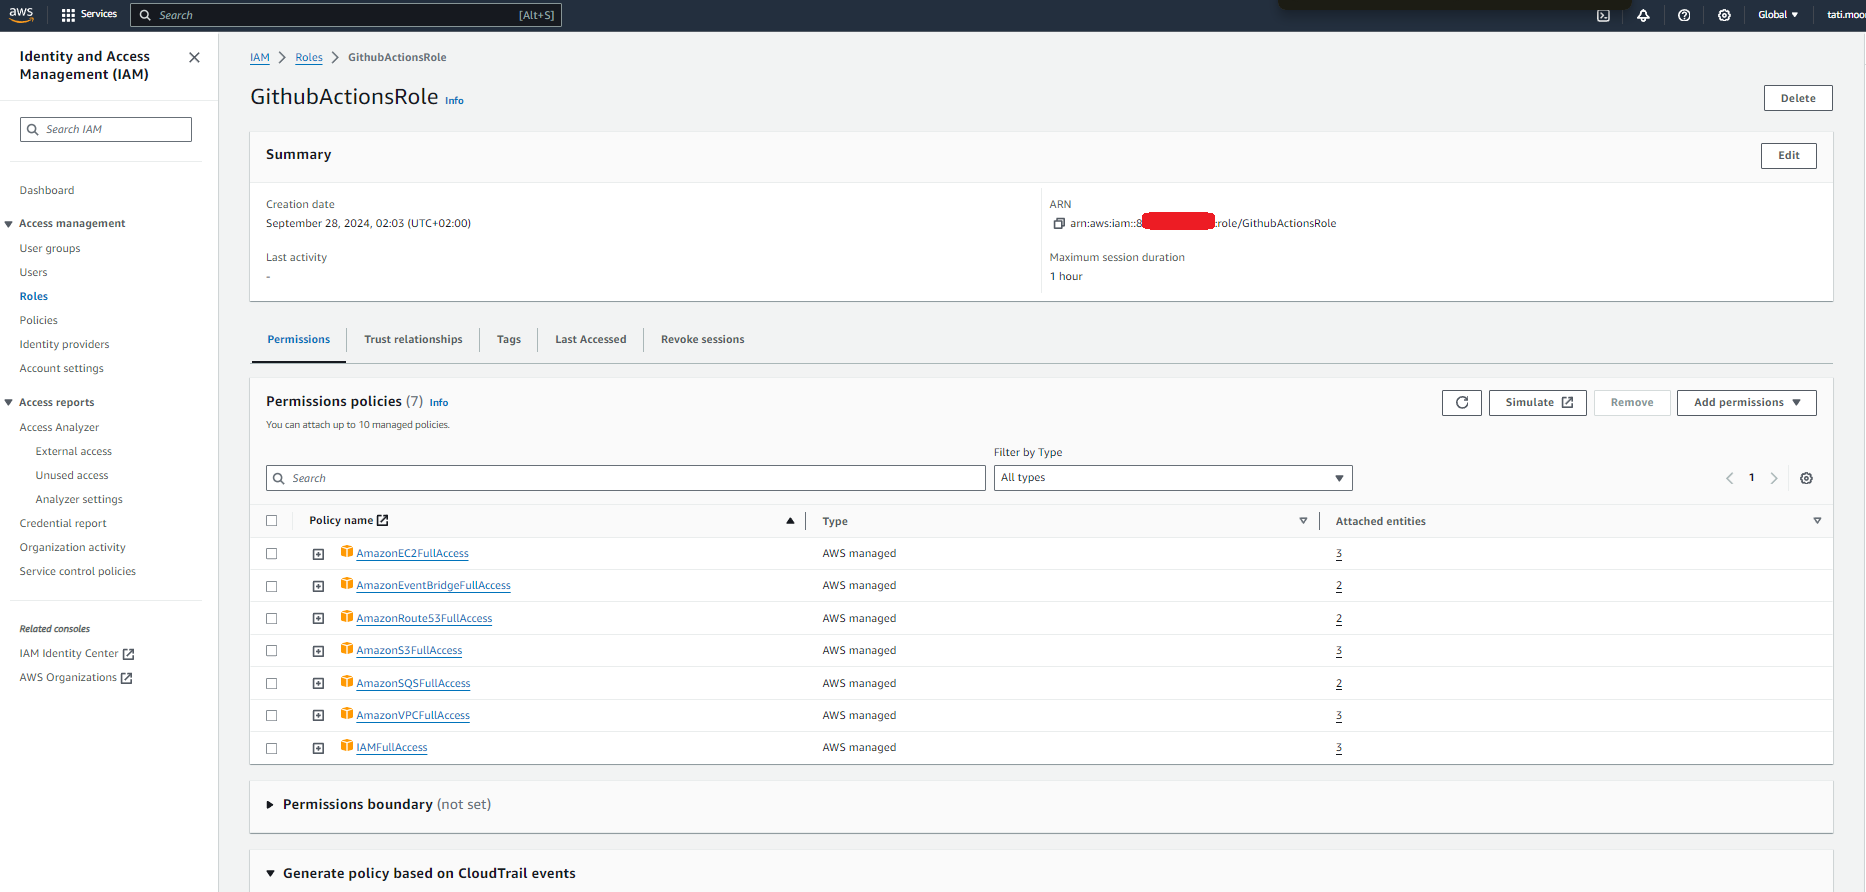 aws Services Search [Alt+S] Global tati.moo
Identity and Access Management (IAM)
Search IAM
Dashboard
Access management
User groups
Users
Roles
Policies
Identity providers
Account settings
Access reports
Access Analyzer
External access
Unused access
Analyzer settings
Credential report
Organization activity
Service control policies
Related consoles
IAM Identity Center
AWS Organizations
IAM Roles GithubActionsRole
GithubActionsRole Info
Delete
Summary
Edit
Creation date
September 28, 2024, 02:03 (UTC+02:00)
Last activity
-
ARN
arn:aws:iam::8 :role/GithubActionsRole
Maximum session duration
1 hour
Permissions Trust relationships Tags Last Accessed Revoke sessions
Permissions policies (7) Info
You can attach up to 10 managed policies.
Simulate Remove Add permissions
Filter by Type
Search All types 1
Policy name Type Attached entities
AmazonEC2FullAccess AWS managed 3
AmazonEventBridgeFullAccess AWS managed 2
AmazonRoute53FullAccess AWS managed 2
AmazonS3FullAccess AWS managed 3
AmazonSQSFullAccess AWS managed 2
AmazonVPCFullAccess AWS managed 3
IAMFullAccess AWS managed 3
Permissions boundary (not set)
Generate policy based on CloudTrail events